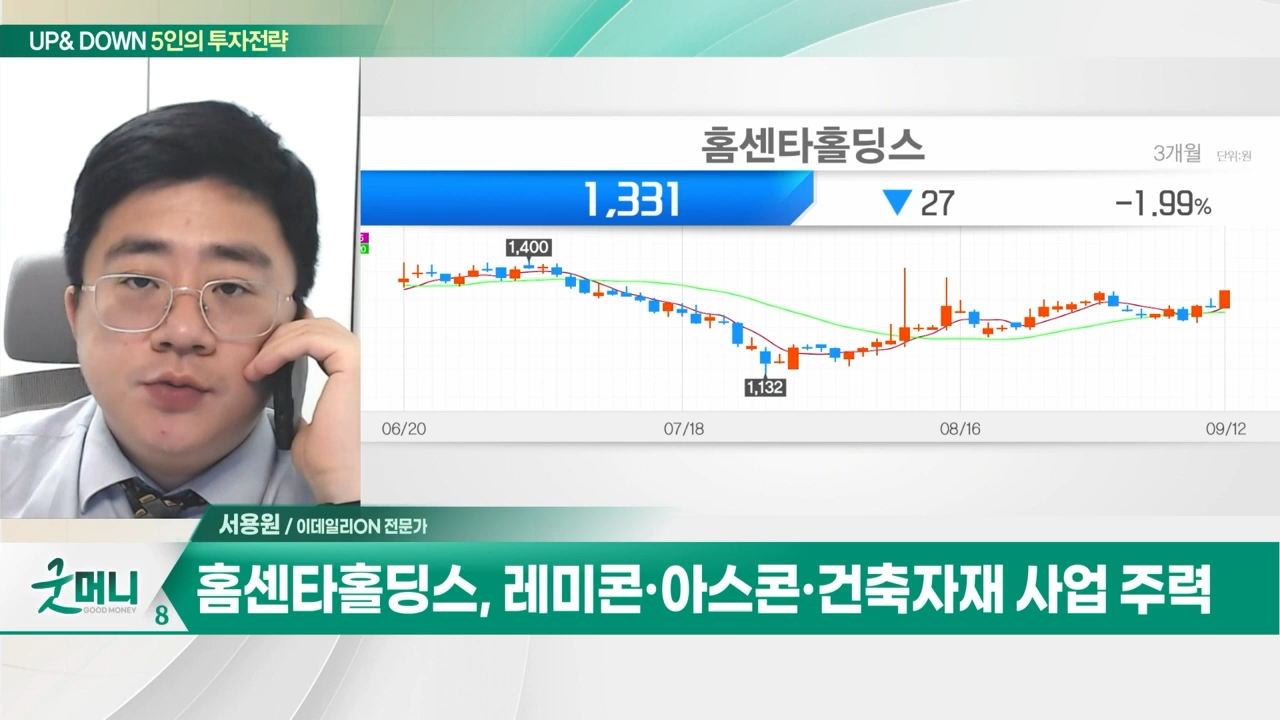 UP& DOWN 5인의 투자전략
홈센타홀딩스
3개월 단위:원
1,331 ▼ 27 -1.99%
1,400
1,132
06/20 07/18 08/16 09/12
서용원 / 이데일리ON 전문가
굿머니
GOOD MONEY
8
홈센타홀딩스, 레미콘·아스콘·건축자재 사업 주력